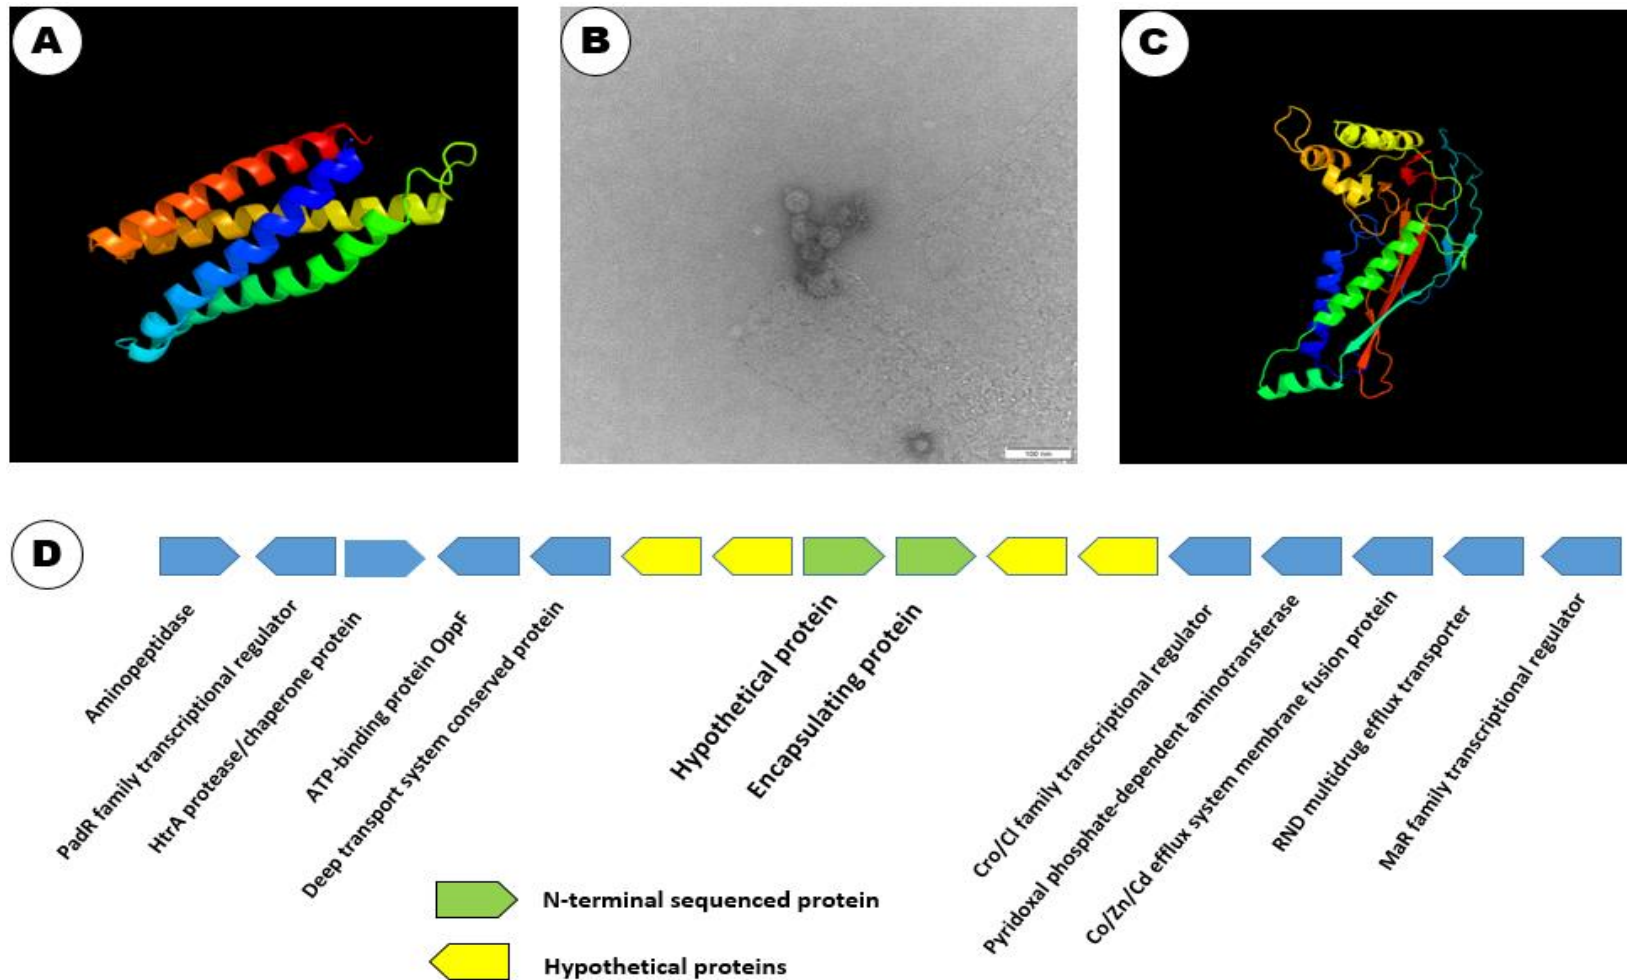 A
B
C
100 nm
D
Aminopeptidase
PadR family transcriptional regulator
HtrA protease/chaperone protein
ATP-binding protein OppF
Deep transport system conserved protein
Hypothetical protein
Encapsulating protein
Cro/Cl family transcriptional regulator
Pyridoxal phosphate-dependent aminotransferase
Co/Zn/Cd efflux system membrane fusion protein
RND multidrug efflux transporter
MaR family transcriptional regulator
N-terminal sequenced protein
Hypothetical proteins